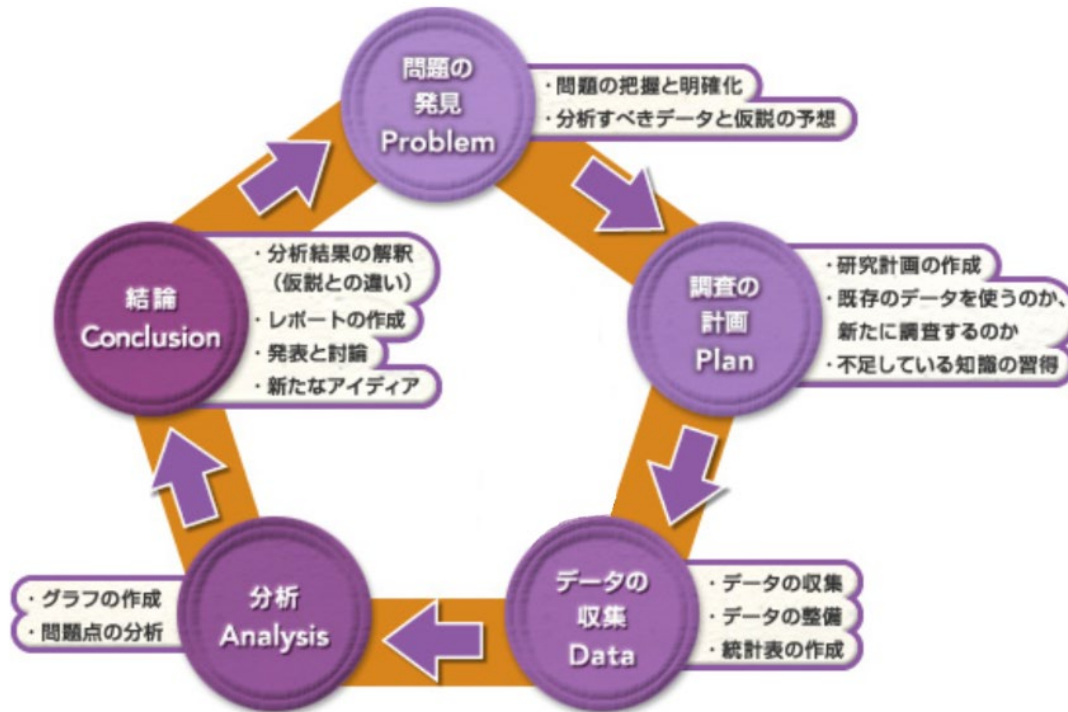 問題の
発見
Problem
・問題の把握と明確化
・分析すべきデータと仮説の予想
調査の
計画
Plan
・研究計画の作成
・既存のデータを使うのか、
新たに調査するのか
・不足している知識の習得
データの
収集
Data
・データの収集
・データの整備
・統計表の作成
分析
Analysis
・グラフの作成
・問題点の分析
結論
Conclusion
・分析結果の解釈
（仮説との違い）
・レポートの作成
・発表と討論
・新たなアイディア